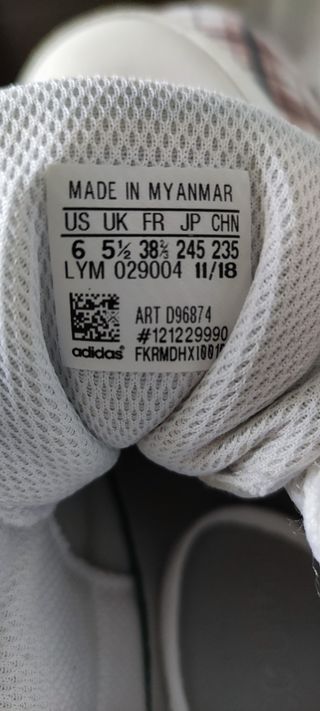 MADE IN MYANMAR
US UK FR JP CHN
6 5½ 38⅔ 245 235
LYM 029004 11/18
ART D96874
#121229990
adidas